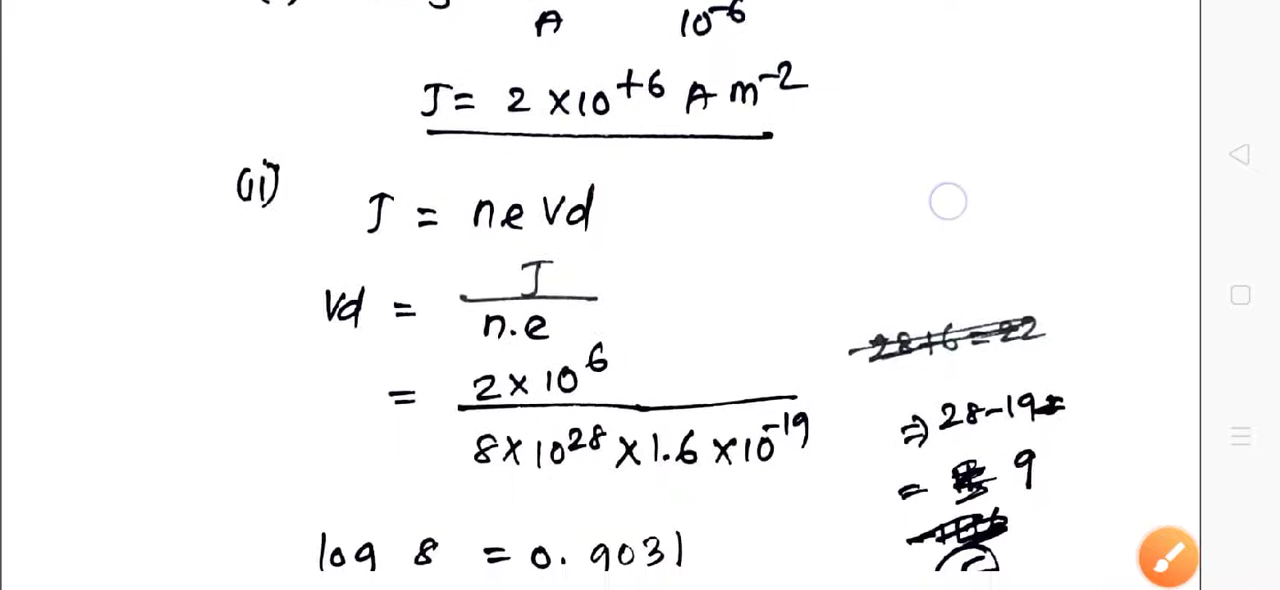 A 10⁻⁶
J = 2 × 10⁺⁶ A m⁻²
(ii)
J = n e Vd
Vd = J / n.e
= 2 × 10⁶ / 8 × 10²⁸ × 1.6 × 10⁻¹⁹
-28+6=22
⇒ 28-19=
= 9
log 8 = 0.9031